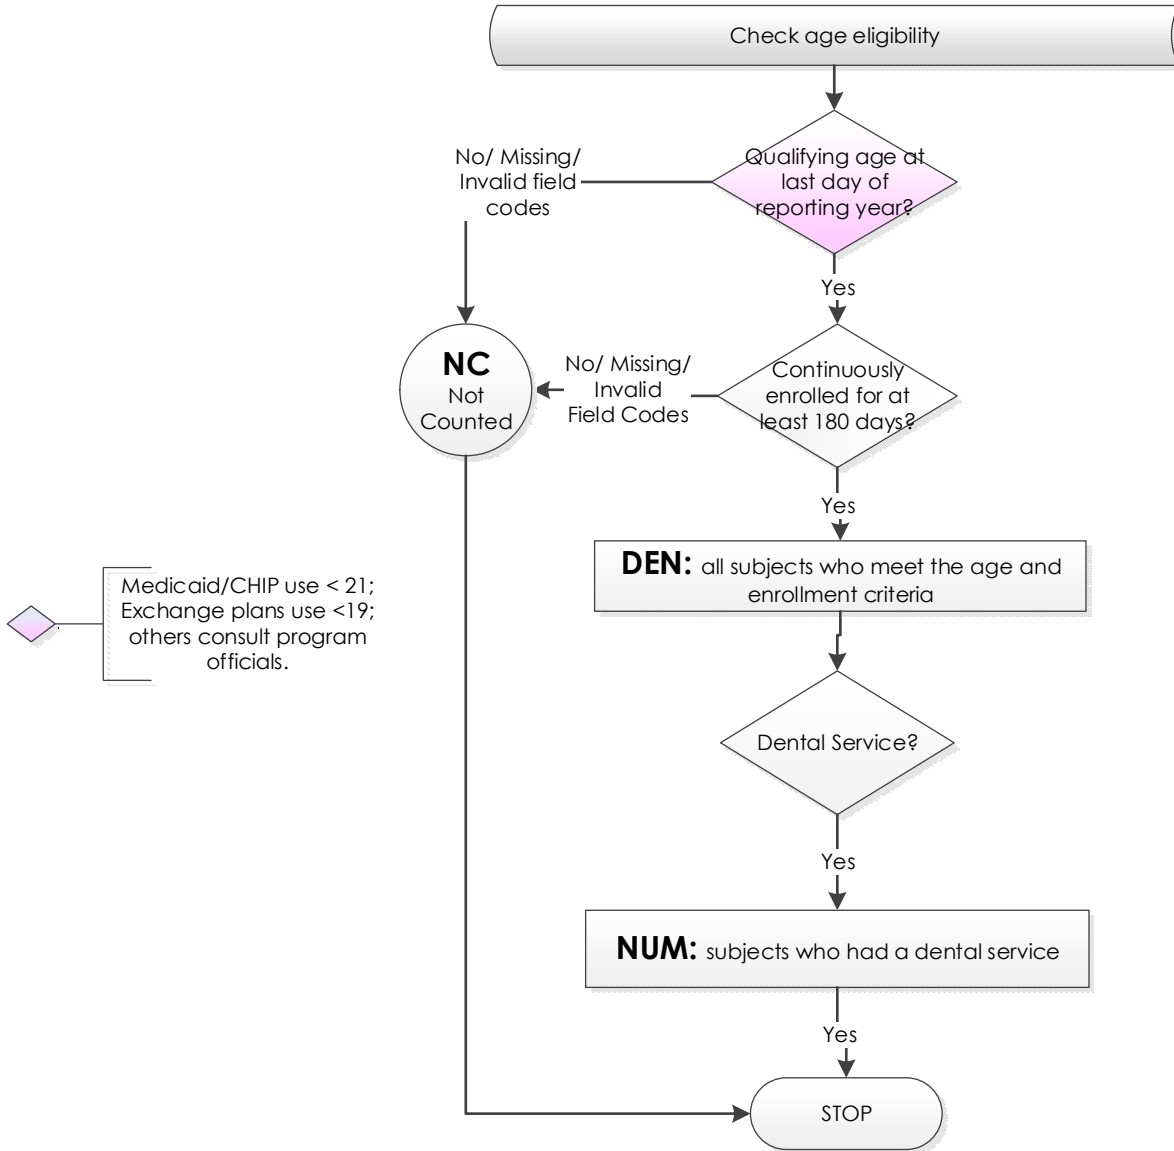 Check age eligibility
Qualifying age at
last day of
reporting year?
No/ Missing/
Invalid field
codes
Yes
NC
Not
Counted
No/ Missing/
Invalid
Field Codes
Continuously
enrolled for at
least 180 days?
Yes
DEN: all subjects who meet the age and
enrollment criteria
Medicaid/CHIP use < 21;
Exchange plans use <19;
others consult program
officials.
Dental Service?
Yes
NUM: subjects who had a dental service
Yes
STOP